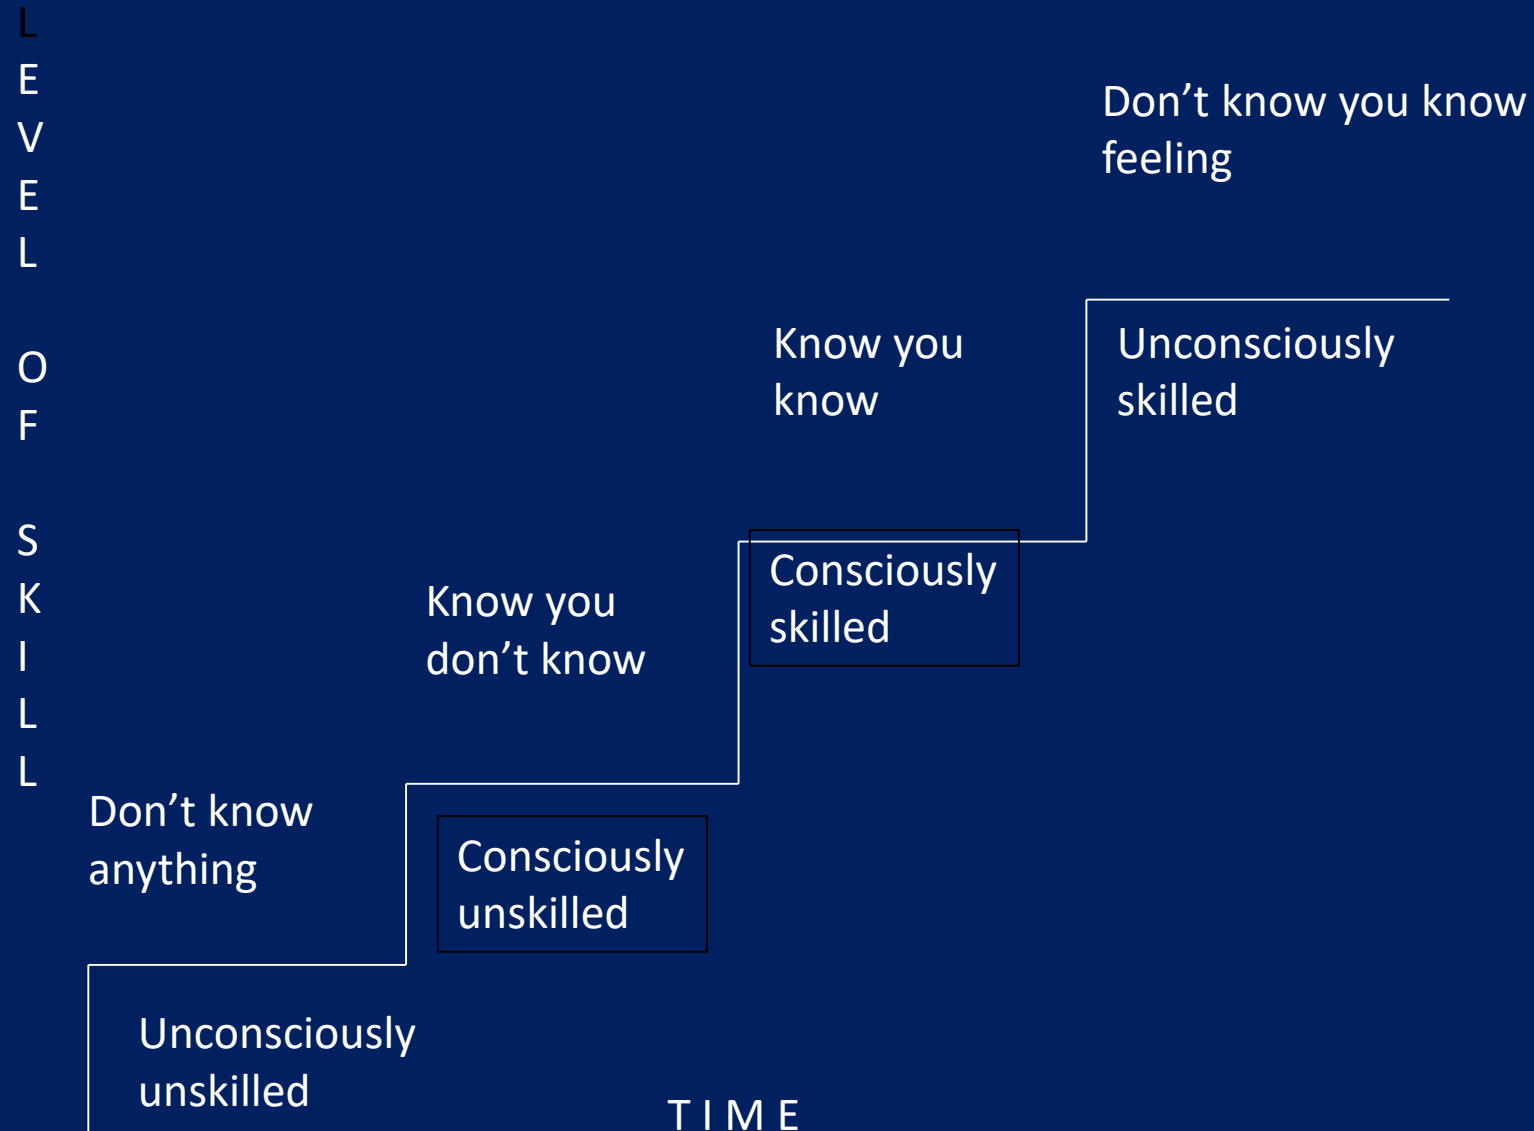 L
E
V
E
L
O
F
S
K
I
L
L
Don’t know you know
feeling
Know you
know
Unconsciously
skilled
Know you
don’t know
Consciously
skilled
Don’t know
anything
Consciously
unskilled
Unconsciously
unskilled
T I M E